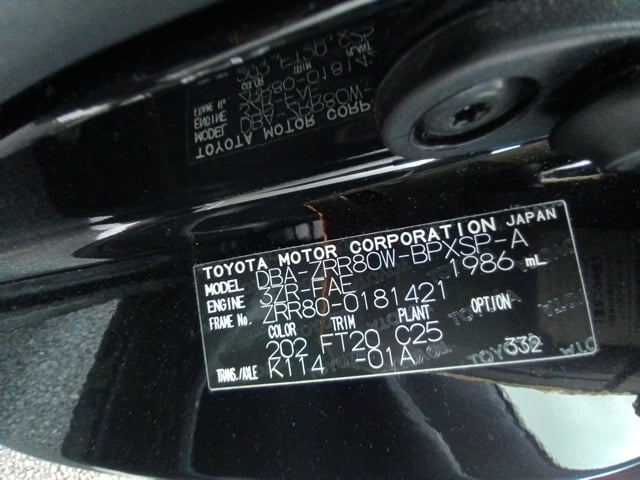 TOYOTA MOTOR CORPORATION JAPAN
MODEL DBA-ZRR80W-BPXSP-A
ENGINE 3ZR-FAE 1986 mL
FRAME No. ZRR80-0181421
COLOR TRIM PLANT OPTION
202 FT20 C25
TRANS./AXLE K114 -01A 332